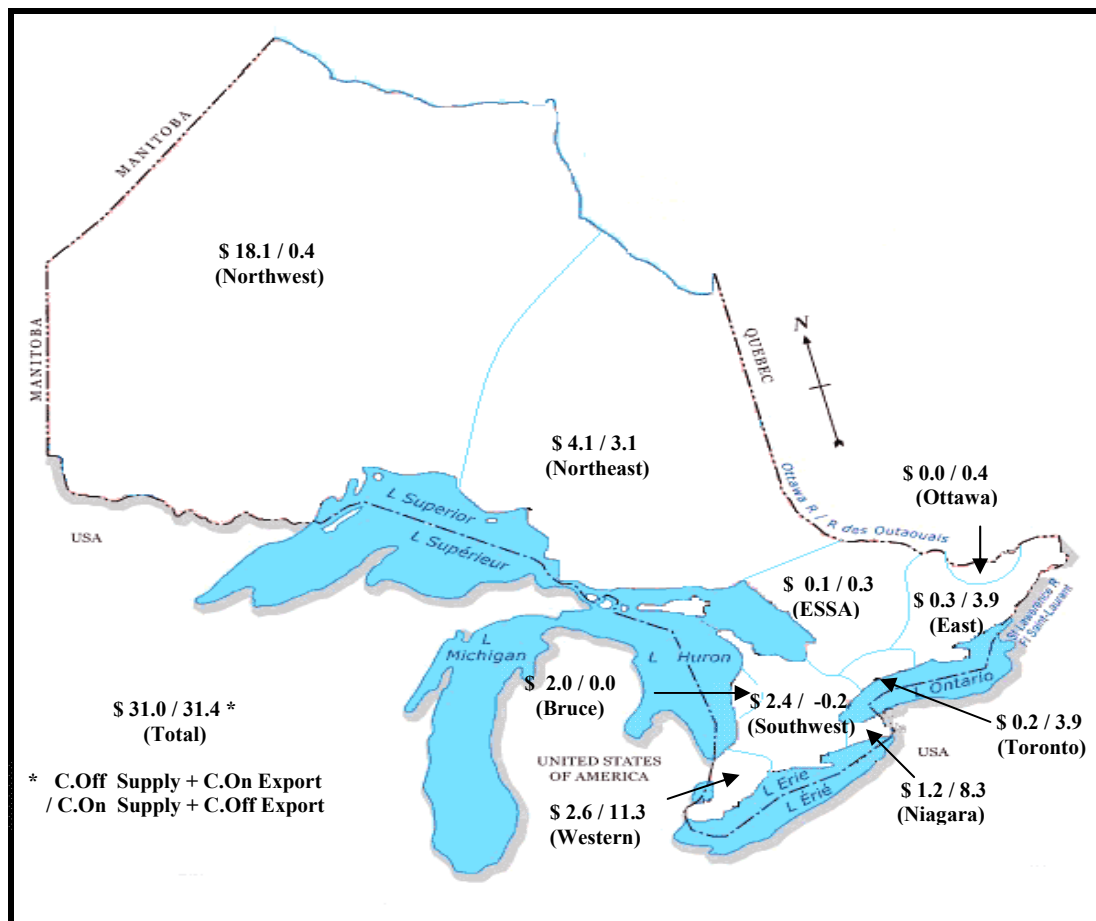 MANITOBA
$ 18.1 / 0.4
(Northwest)
MANITOBA
N
QUEBEC
$ 4.1 / 3.1
(Northeast)
$ 0.0 / 0.4
(Ottawa)
Ottawa R / R des Outaouais
L Superior
L Supérieur
USA
$ 0.1 / 0.3
(ESSA)
$ 0.3 / 3.9
(East)
St Lawerence R
Fl Saint-Laurent
L
Michigan
L Huron
$ 2.0 / 0.0
(Bruce)
$ 2.4 / -0.2
(Southwest)
L Ontario
$ 0.2 / 3.9
(Toronto)
$ 31.0 / 31.4 *
(Total)
UNITED STATES
OF AMERICA
USA
* C.Off Supply + C.On Export
/ C.On Supply + C.Off Export
L Erie
L Érié
$ 1.2 / 8.3
(Niagara)
$ 2.6 / 11.3
(Western)